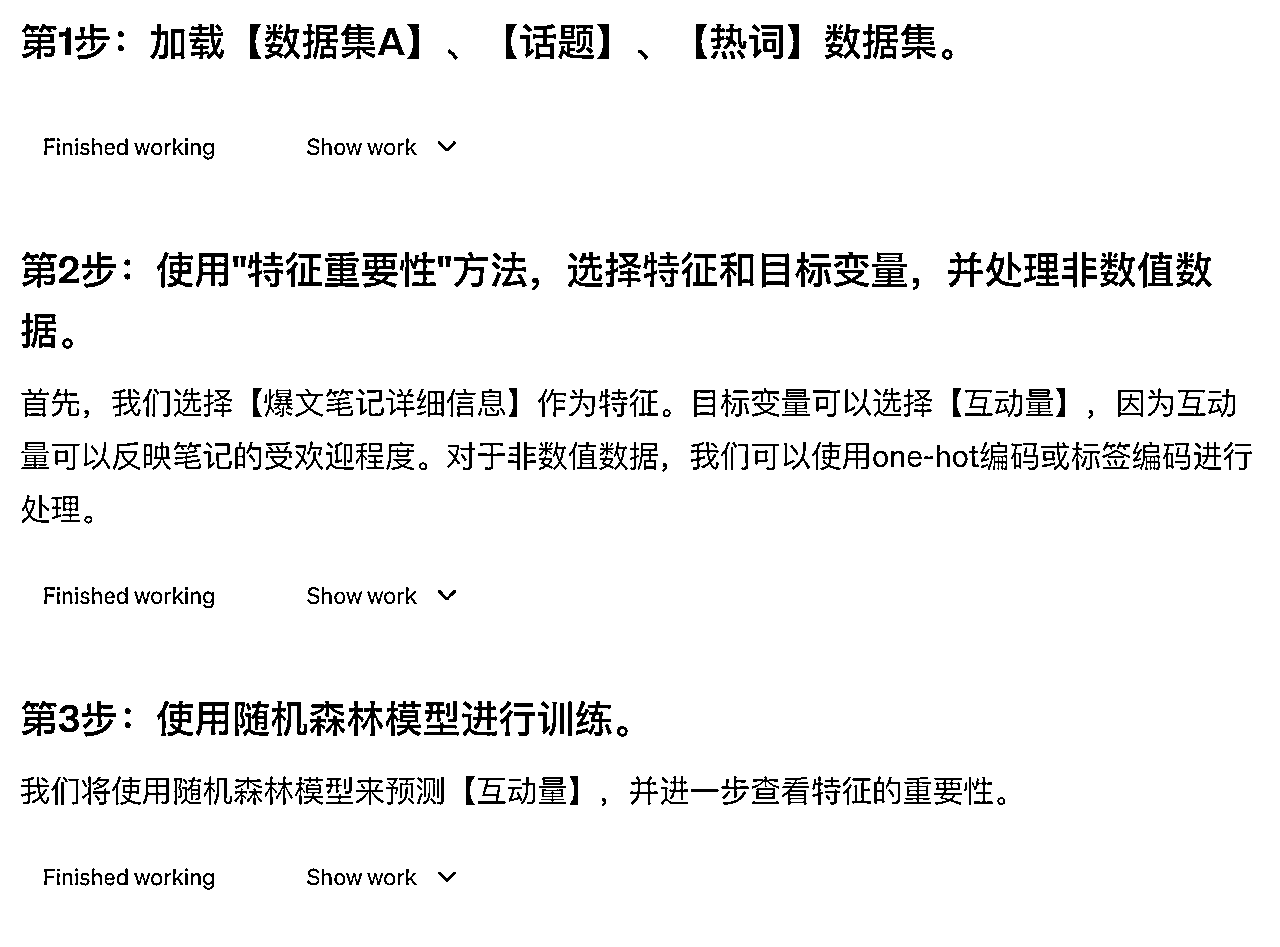 第1步：加载【数据集A】、【话题】、【热词】数据集。
Finished working Show work
第2步：使用"特征重要性"方法，选择特征和目标变量，并处理非数值数
据。
首先，我们选择【爆文笔记详细信息】作为特征。目标变量可以选择【互动量】，因为互动
量可以反映笔记的受欢迎程度。对于非数值数据，我们可以使用one-hot编码或标签编码进行
处理。
Finished working Show work
第3步：使用随机森林模型进行训练。
我们将使用随机森林模型来预测【互动量】，并进一步查看特征的重要性。
Finished working Show work